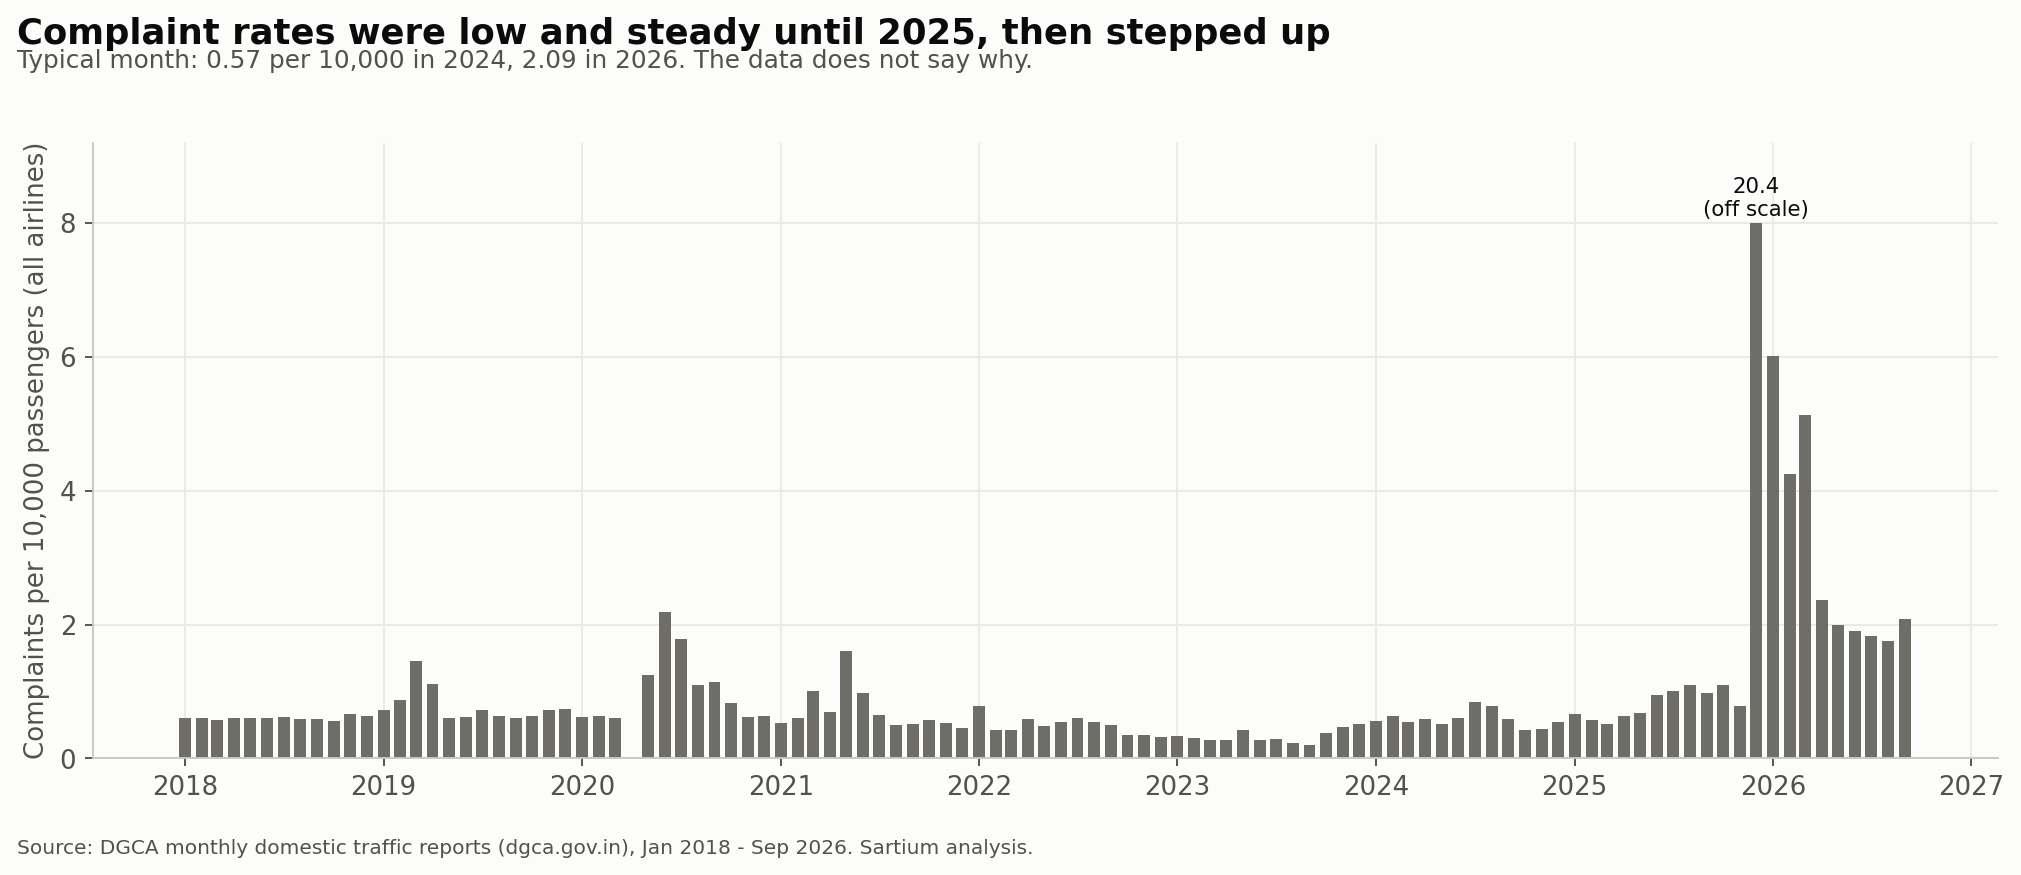 Complaint rates were low and steady until 2025, then stepped up
Typical month: 0.57 per 10,000 in 2024, 2.09 in 2026. The data does not say why.
Complaints per 10,000 passengers (all airlines)
20.4
(off scale)
8
6
4
2
0
2018 2019 2020 2021 2022 2023 2024 2025 2026 2027
Source: DGCA monthly domestic traffic reports (dgca.gov.in), Jan 2018 - Sep 2026. Sartium analysis.